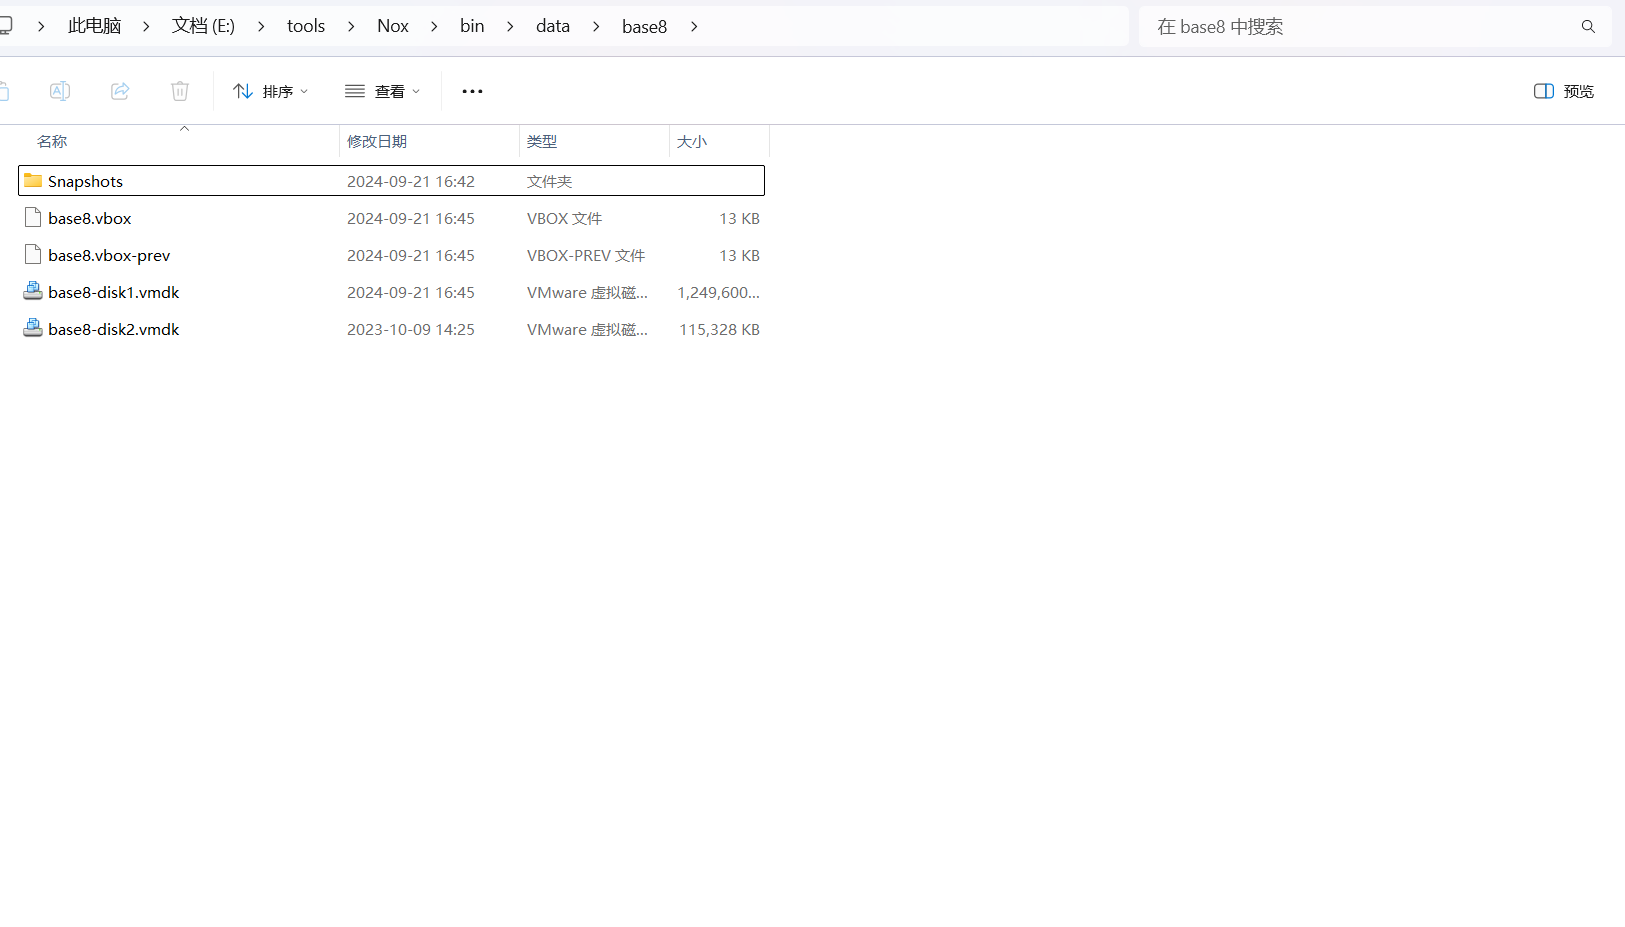 此电脑 文档 (E:) tools Nox bin data base8 在 base8 中搜索
排序 查看 ••• 预览
名称 修改日期 类型 大小
Snapshots 2024-09-21 16:42 文件夹
base8.vbox 2024-09-21 16:45 VBOX 文件 13 KB
base8.vbox-prev 2024-09-21 16:45 VBOX-PREV 文件 13 KB
base8-disk1.vmdk 2024-09-21 16:45 VMware 虚拟磁... 1,249,600...
base8-disk2.vmdk 2023-10-09 14:25 VMware 虚拟磁... 115,328 KB